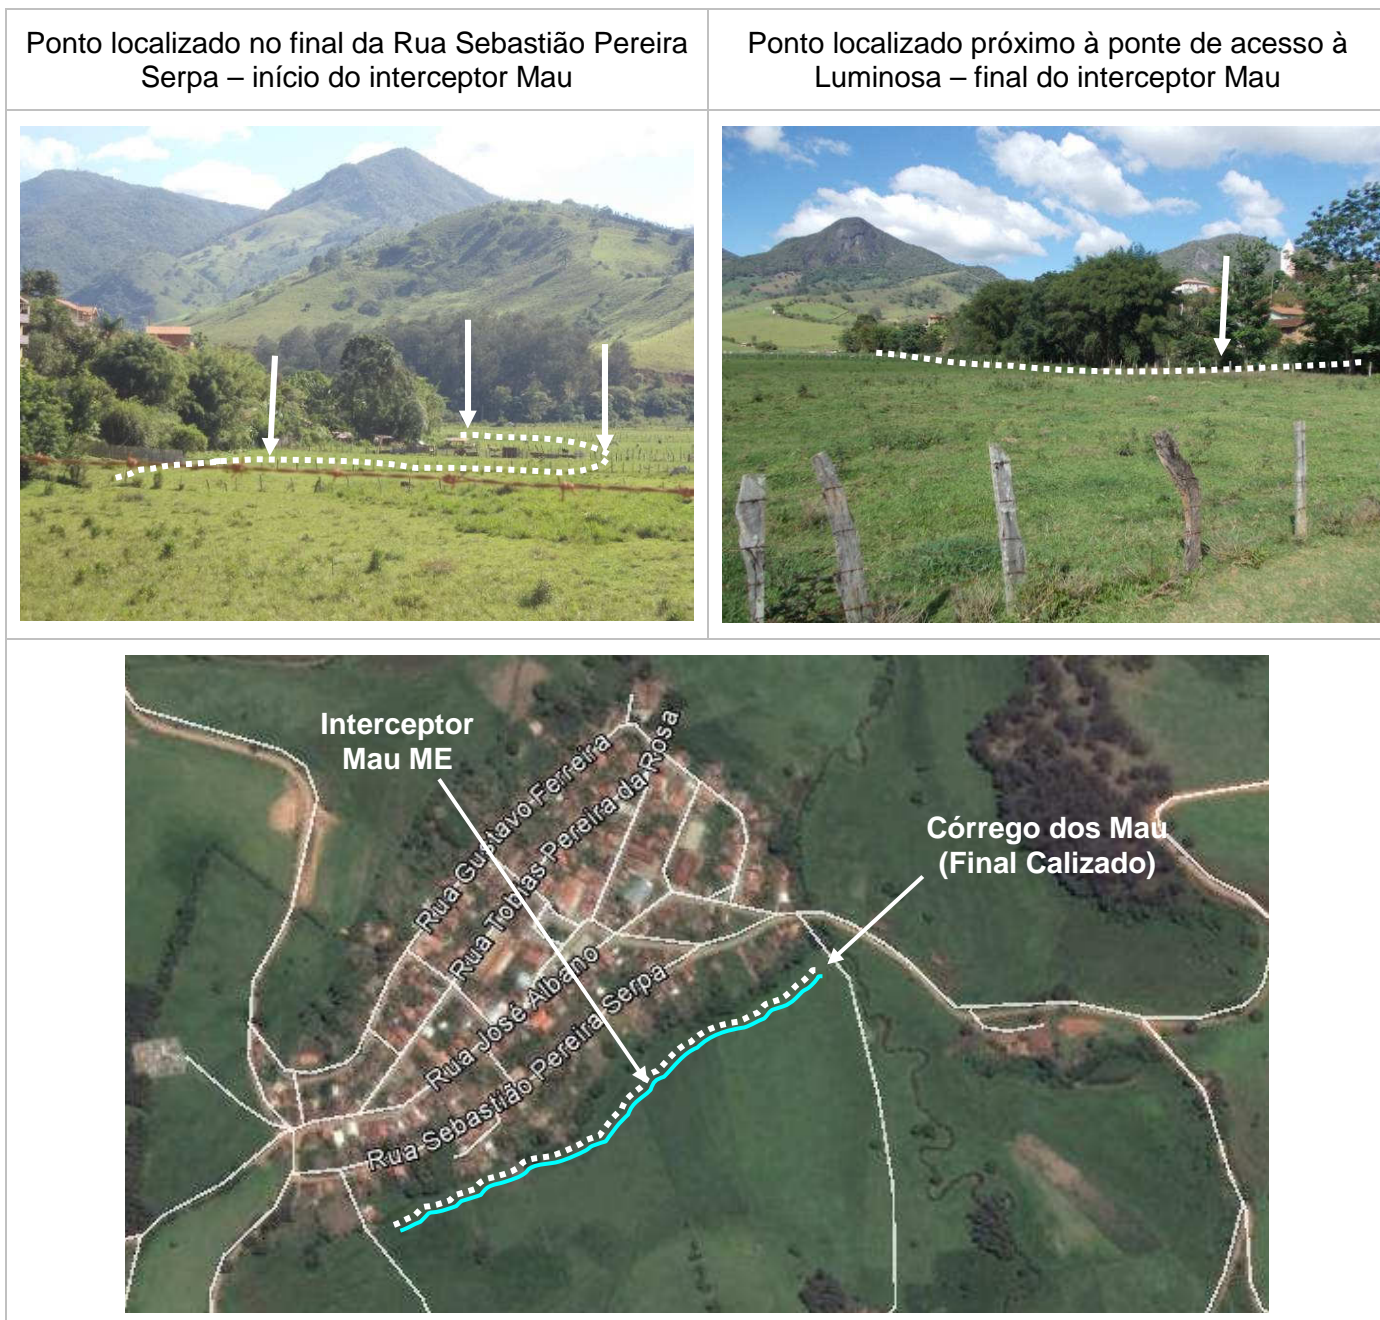 Ponto localizado no final da Rua Sebastião Pereira
Serpa – início do interceptor Mau
Ponto localizado próximo à ponte de acesso à
Luminosa – final do interceptor Mau
Interceptor
Mau ME
Rua Gustavo Ferreira
Rua Tobias Pereira da Rosa
Córrego dos Mau
(Final Calizado)
Rua José Albano
Rua Sebastião Pereira Serpa